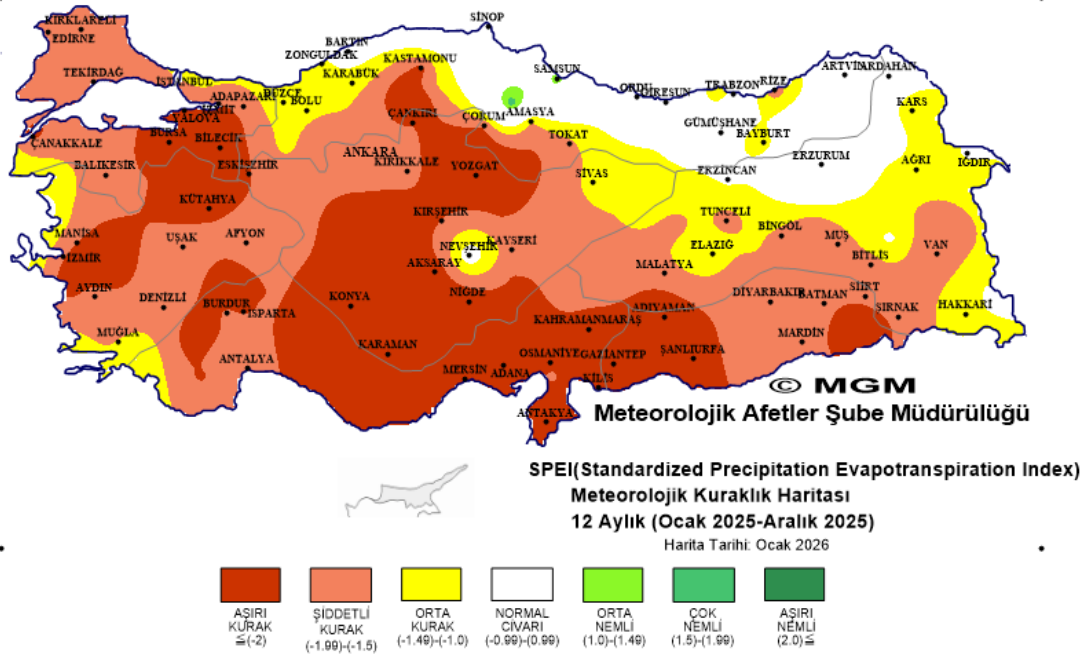 SİNOP
KIRKLARELİ
EDİRNE
BARTIN
ZONGULDAK
KASTAMONU
TEKİRDAĞ
İSTANBUL
KARABÜK
SAMSUN
ARTVİN
ARDAHAN
RİZE
TRABZON
ORDU
GİRESUN
DÜZCE
ADAPAZARI
BOLU
İZMİT
YALOVA
ÇANKIRI
ÇORUM
AMASYA
KARS
GÜMÜŞHANE
BAYBURT
TOKAT
BURSA
BİLECİK
ÇANAKKALE
ANKARA
KIRIKKALE
YOZGAT
ERZURUM
AĞRI
IĞDIR
BALIKESİR
ESKİŞEHİR
SİVAS
ERZİNCAN
KÜTAHYA
KIRŞEHİR
TUNCELİ
BİNGÖL
MANİSA
UŞAK
AFYON
NEVŞEHİR
KAYSERİ
ELAZIĞ
MUŞ
VAN
İZMİR
AKSARAY
MALATYA
BİTLİS
AYDIN
DENİZLİ
BURDUR
ISPARTA
KONYA
NİĞDE
DİYARBAKIR
BATMAN
SİİRT
ŞIRNAK
HAKKARİ
ADIYAMAN
KAHRAMANMARAŞ
MUĞLA
MARDİN
KARAMAN
ANTALYA
OSMANİYE
GAZİANTEP
ŞANLIURFA
MERSİN
ADANA
KİLİS
ANTAKYA
© MGM
Meteorolojik Afetler Şube Müdürülüğü
SPEI(Standardized Precipitation Evapotranspiration Index)
Meteorolojik Kuraklık Haritası
12 Aylık (Ocak 2025-Aralık 2025)
Harita Tarihi: Ocak 2026
AŞIRI
KURAK
≦(-2)
ŞİDDETLİ
KURAK
(-1.99)-(-1.5)
ORTA
KURAK
(-1.49)-(-1.0)
NORMAL
CIVARI
(-0.99)-(0.99)
ORTA
NEMLİ
(1.0)-(1.49)
ÇOK
NEMLİ
(1.5)-(1.99)
AŞIRI
NEMLİ
(2.0)≦